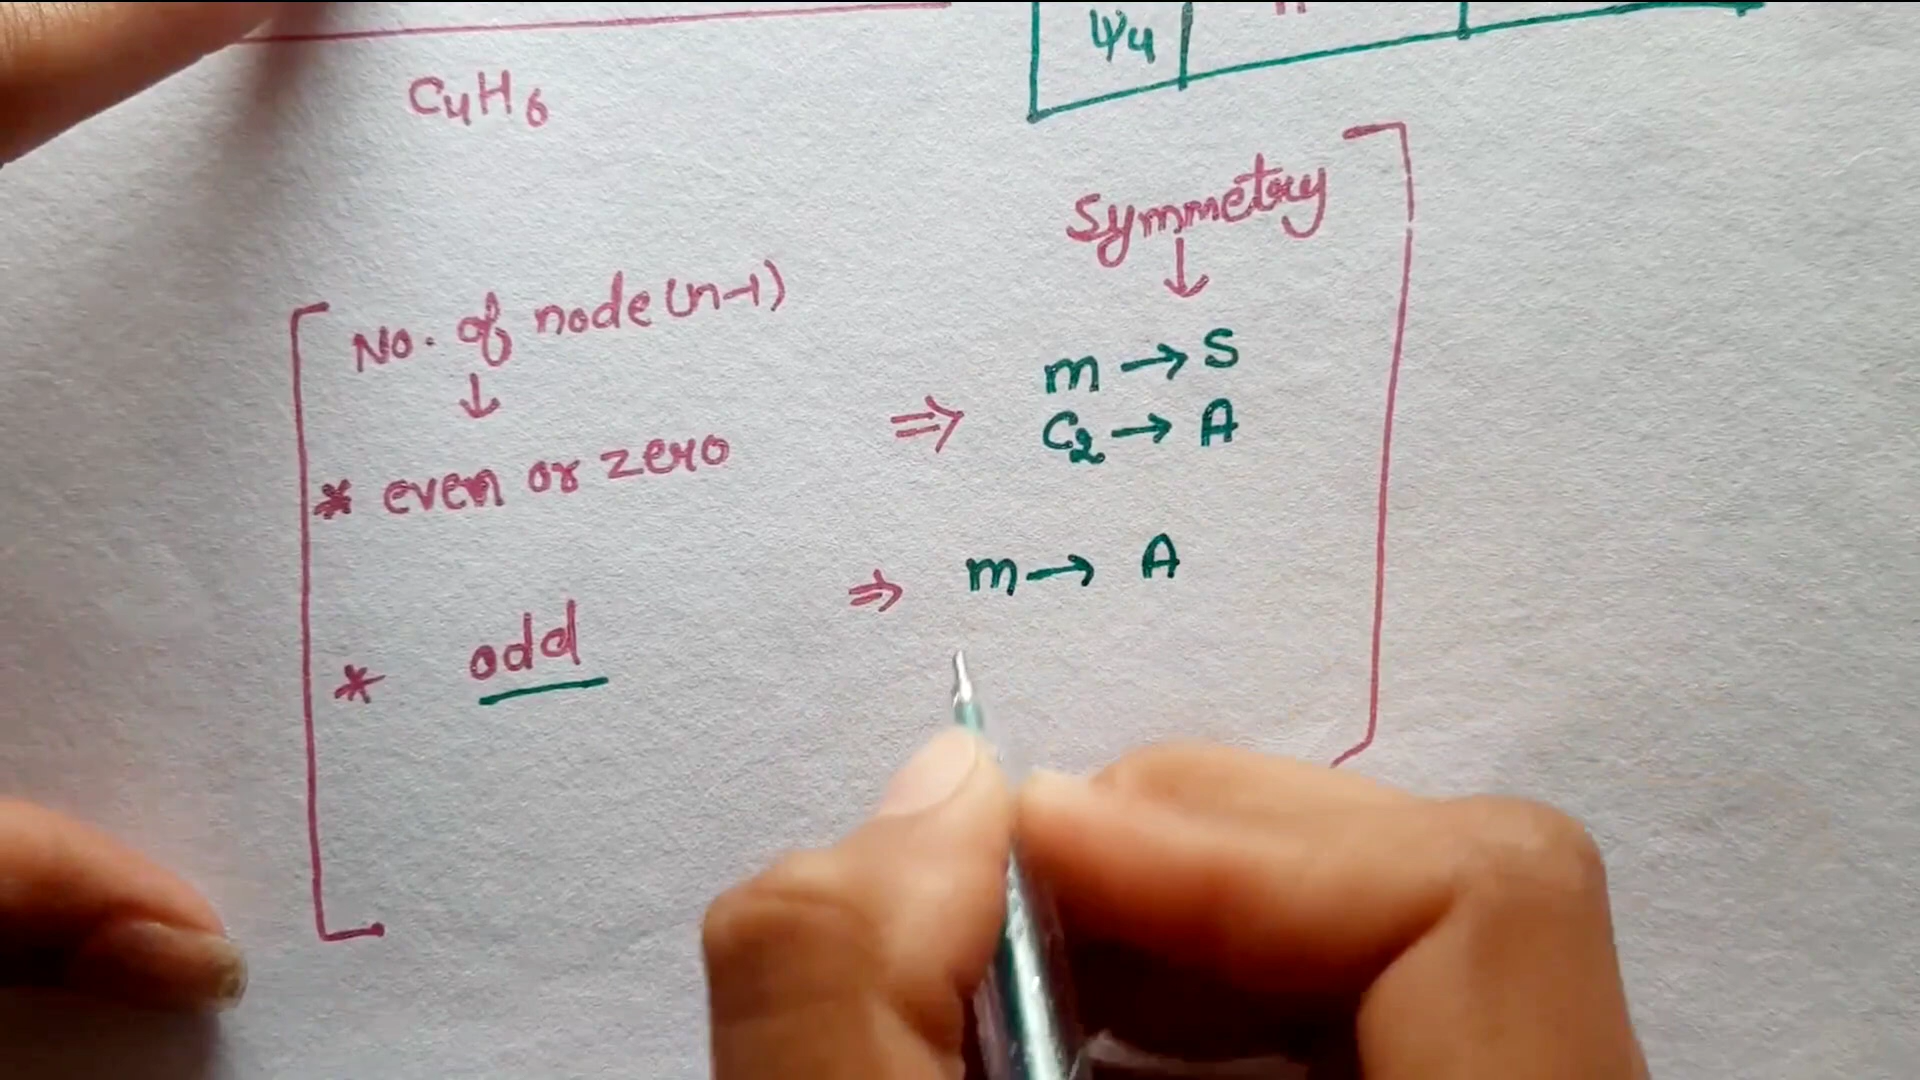 ψ4
C4H6
Symmetry
↓
No. of node (n-1)
↓
m → S
* even or zero ⇒ C2 → A
* odd ⇒ m → A